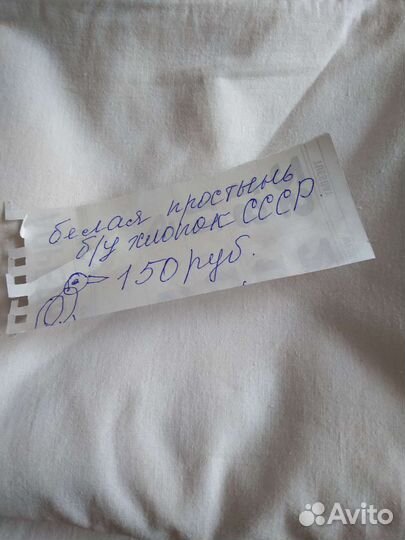 белая простынь
б/у хлопок СССР.
150 руб.
Avito